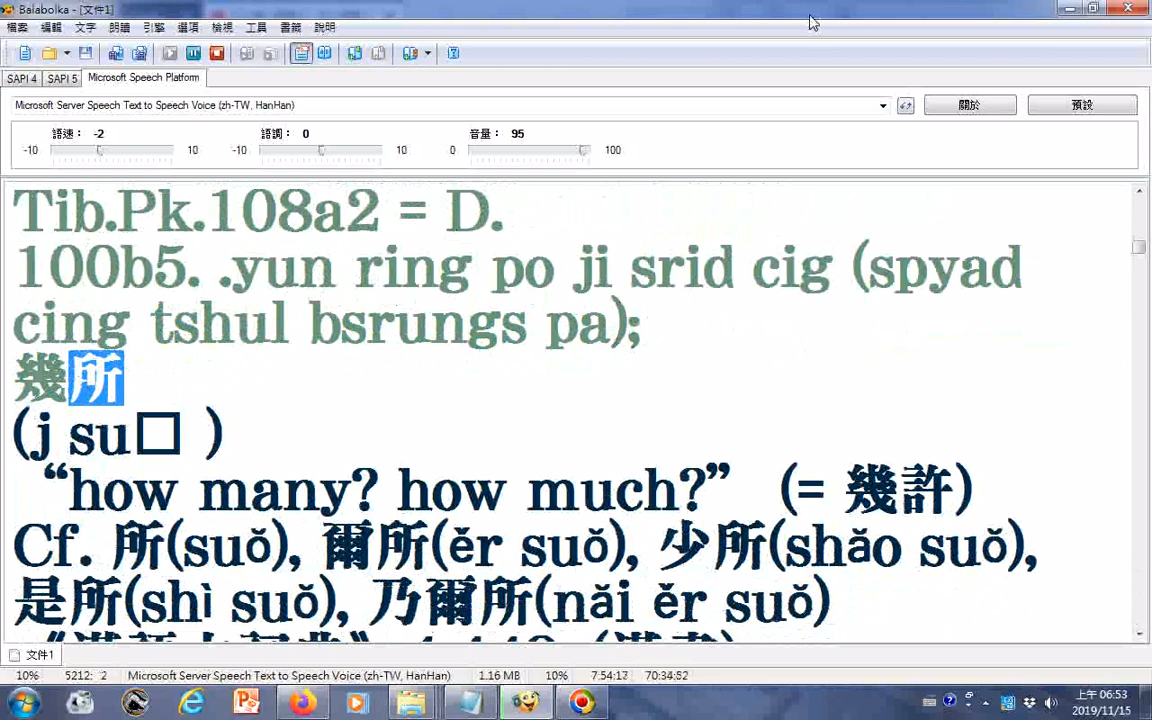 Balabolka - [文件1]
檔案 編輯 文字 朗讀 引擎 選項 檢視 工具 書籤 說明
SAPI 4 SAPI 5 Microsoft Speech Platform
Microsoft Server Speech Text to Speech Voice (zh-TW, HanHan) 關於 預設
語速： -2 語調： 0 音量： 95
-10 10 -10 10 0 100
Tib.Pk.108a2 = D.
100b5. .yun ring po ji srid cig (spyad
cing tshul bsrungs pa);
幾所
(j su□ )
“how many? how much?” (= 幾許)
Cf. 所(suǒ), 爾所(ěr suǒ), 少所(shǎo suǒ),
是所(shì suǒ), 乃爾所(nǎi ěr suǒ)
文件1
10% 5212: 2 Microsoft Server Speech Text to Speech Voice (zh-TW, HanHan) 1.16 MB 10% 7:54:17 70:34:52
上午 06:53
2019/11/15